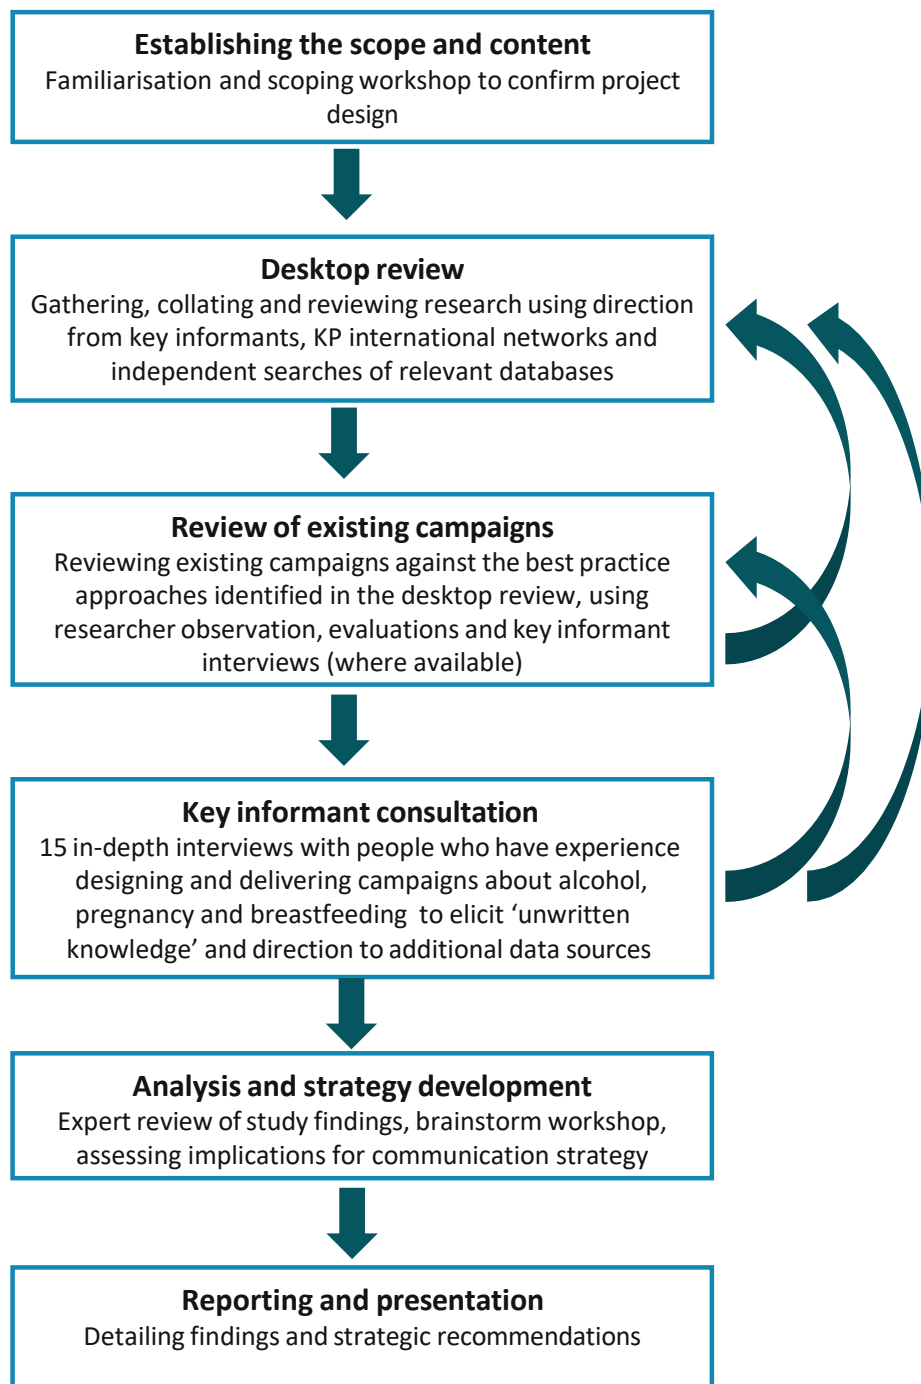 Establishing the scope and content
Familiarisation and scoping workshop to confirm project
design
Desktop review
Gathering, collating and reviewing research using direction
from key informants, KP international networks and
independent searches of relevant databases
Review of existing campaigns
Reviewing existing campaigns against the best practice
approaches identified in the desktop review, using
researcher observation, evaluations and key informant
interviews (where available)
Key informant consultation
15 in-depth interviews with people who have experience
designing and delivering campaigns about alcohol,
pregnancy and breastfeeding to elicit ‘unwritten
knowledge’ and direction to additional data sources
Analysis and strategy development
Expert review of study findings, brainstorm workshop,
assessing implications for communication strategy
Reporting and presentation
Detailing findings and strategic recommendations